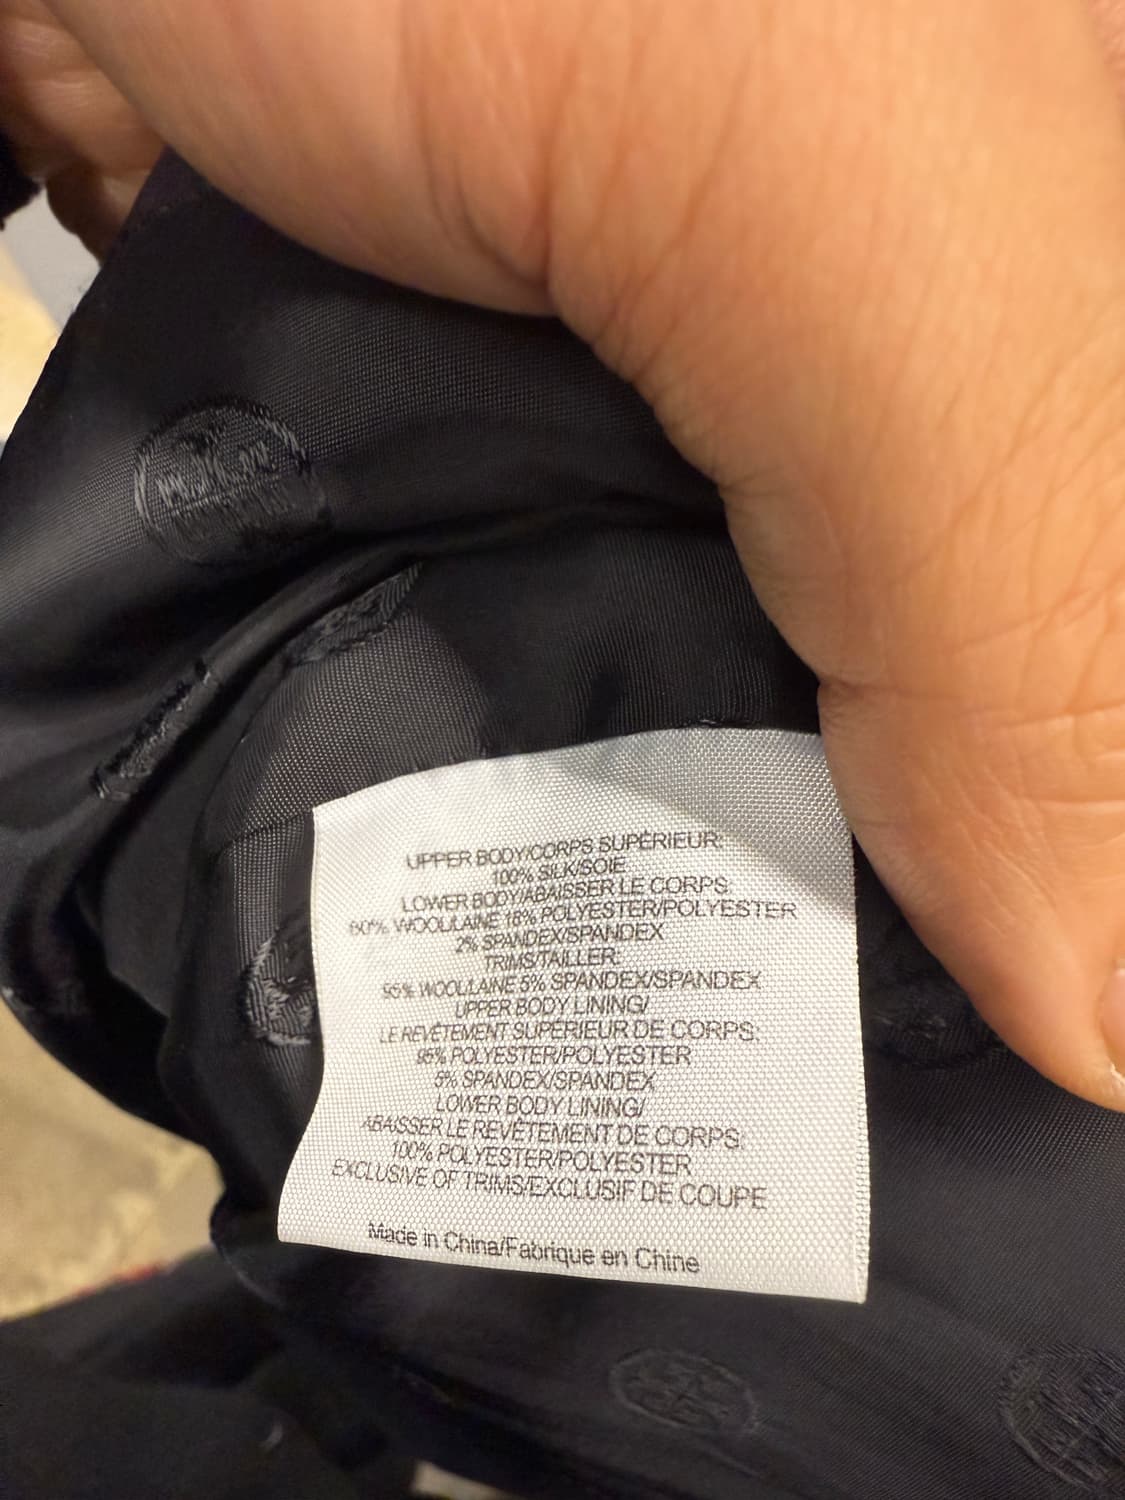 UPPER BODY/CORPS SUPÉRIEUR:
100% SILK/SOIE
LOWER BODY/ABAISSER LE CORPS:
WOOL/LAINE 18% POLYESTER/POLYESTER
2% SPANDEX/SPANDEX
TRIMS/TAILLER:
95% WOOL/LAINE 5% SPANDEX/SPANDEX
UPPER BODY LINING/
LE REVÊTEMENT SUPÉRIEUR DE CORPS:
95% POLYESTER/POLYESTER
5% SPANDEX/SPANDEX
LOWER BODY LINING/
ABAISSER LE REVÊTEMENT DE CORPS:
100% POLYESTER/POLYESTER
EXCLUSIVE OF TRIMS/EXCLUSIF DE COUPE
Made in China/Fabrique en Chine